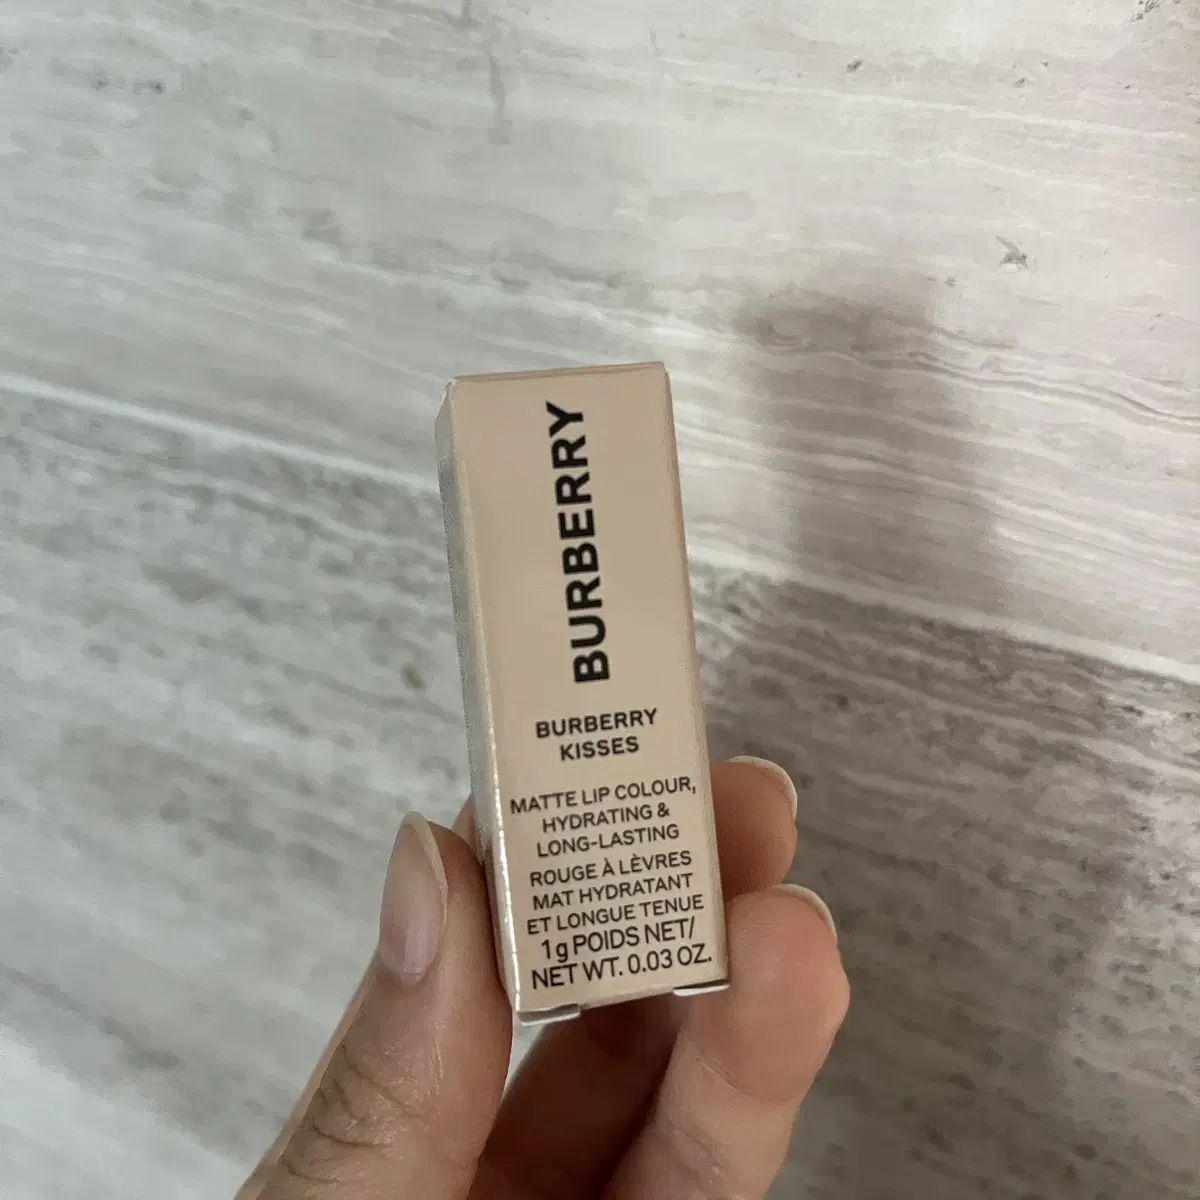 BURBERRY
BURBERRY
KISSES
MATTE LIP COLOUR,
HYDRATING &
LONG-LASTING
ROUGE À LÈVRES
MAT HYDRATANT
ET LONGUE TENUE
1g POIDS NET/
NET WT. 0.03 OZ.